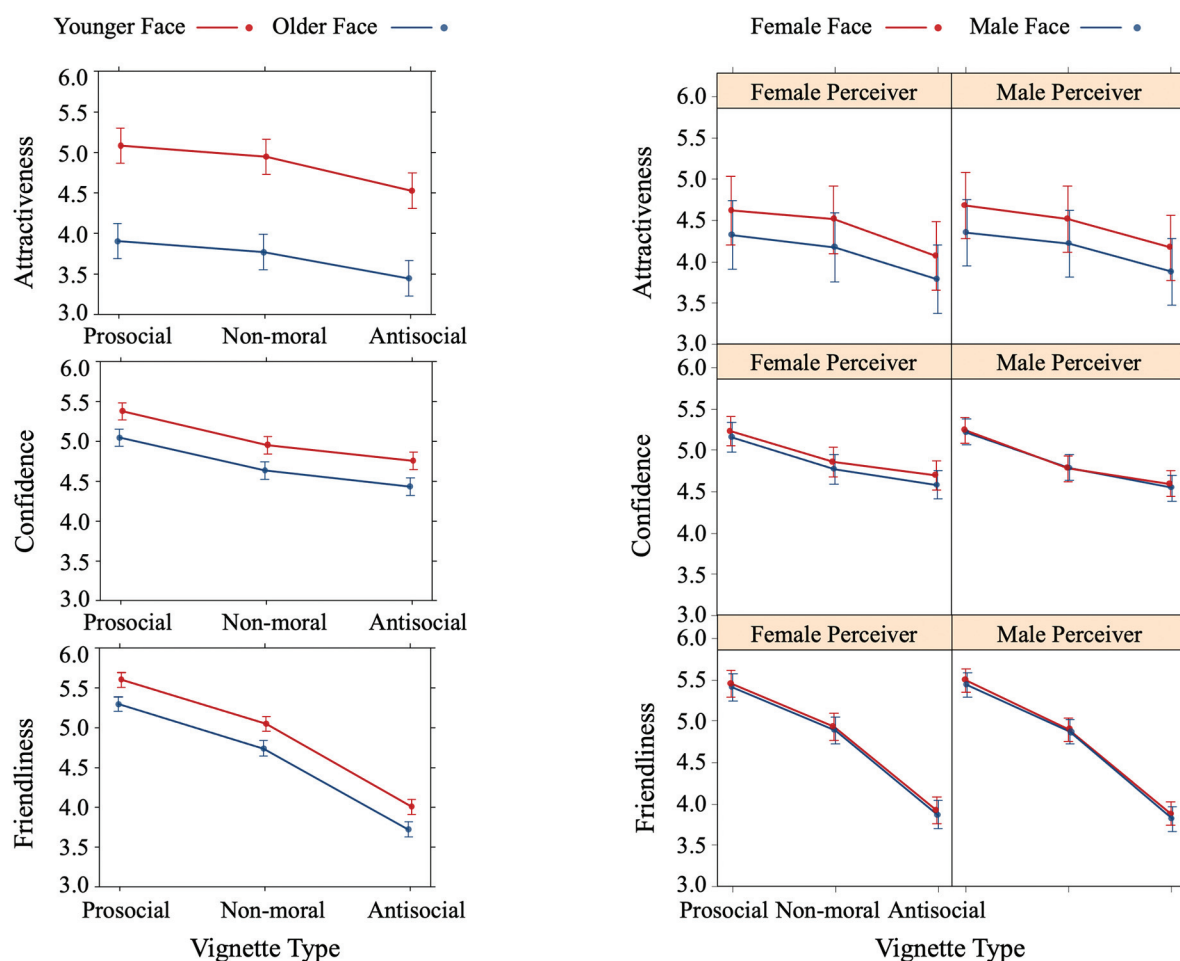 Younger Face Older Face
Attractiveness
6.0
5.5
5.0
4.5
4.0
3.5
3.0
Prosocial Non-moral Antisocial
Confidence
6.0
5.5
5.0
4.5
4.0
3.5
3.0
Prosocial Non-moral Antisocial
Friendliness
6.0
5.5
5.0
4.5
4.0
3.5
3.0
Prosocial Non-moral Antisocial
Vignette Type
Female Face Male Face
Female Perceiver Male Perceiver
Attractiveness
6.0
5.5
5.0
4.5
4.0
3.5
3.0
Female Perceiver Male Perceiver
Confidence
6.0
5.5
5.0
4.5
4.0
3.5
3.0
Female Perceiver Male Perceiver
Friendliness
6.0
5.5
5.0
4.5
4.0
3.5
3.0
Prosocial Non-moral Antisocial
Vignette Type